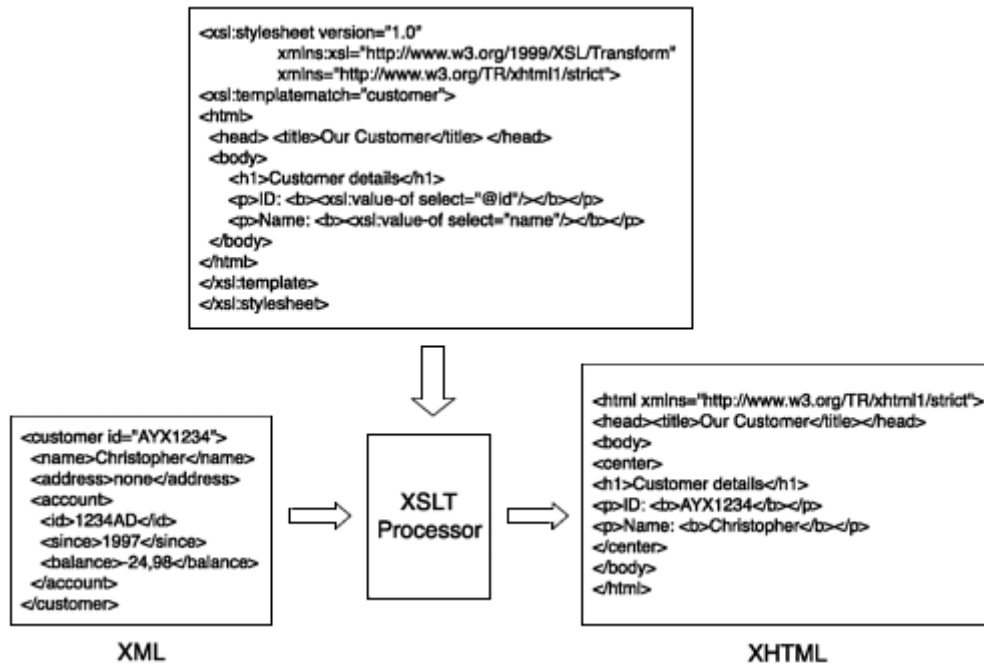 <xsl:stylesheet version="1.0"
xmlns:xsl="http://www.w3.org/1999/XSL/Transform"
xmlns="http://www.w3.org/TR/xhtml1/strict">
<xsl:templatematch="customer">
<html>
<head> <title>Our Customer</title> </head>
<body>
<h1>Customer details</h1>
<p>ID: <b><xsl:value-of select="@id"/></b></p>
<p>Name: <b><xsl:value-of select="name"/></b></p>
</body>
</html>
</xsl:template>
</xsl:stylesheet>
<customer id="AYX1234">
<name>Christopher</name>
<address>none</address>
<account>
<id>1234AD</id>
<since>1997</since>
<balance>-24,98</balance>
</account>
</customer>
XML
XSLT
Processor
<html xmlns="http://www.w3.org/TR/xhtml1/strict">
<head><title>Our Customer</title></head>
<body>
<center>
<h1>Customer details</h1>
<p>ID: <b>AYX1234</b></p>
<p>Name: <b>Christopher</b></p>
</center>
</body>
</html>
XHTML